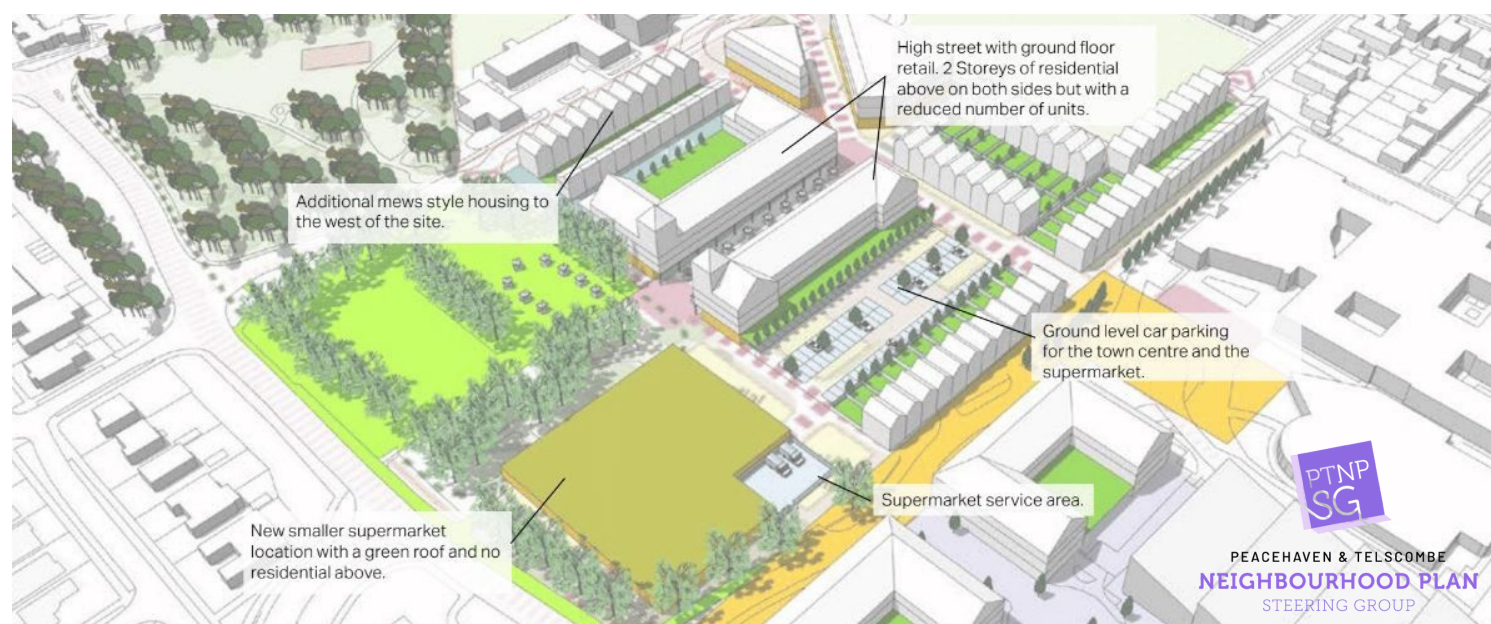 High street with ground floor
retail. 2 Storeys of residential
above on both sides but with a
reduced number of units.
Additional mews style housing to
the west of the site.
Ground level car parking
for the town centre and the
supermarket.
Supermarket service area.
New smaller supermarket
location with a green roof and no
residential above.
PTNP
SG
PEACEHAVEN & TELSCOMBE
NEIGHBOURHOOD PLAN
STEERING GROUP